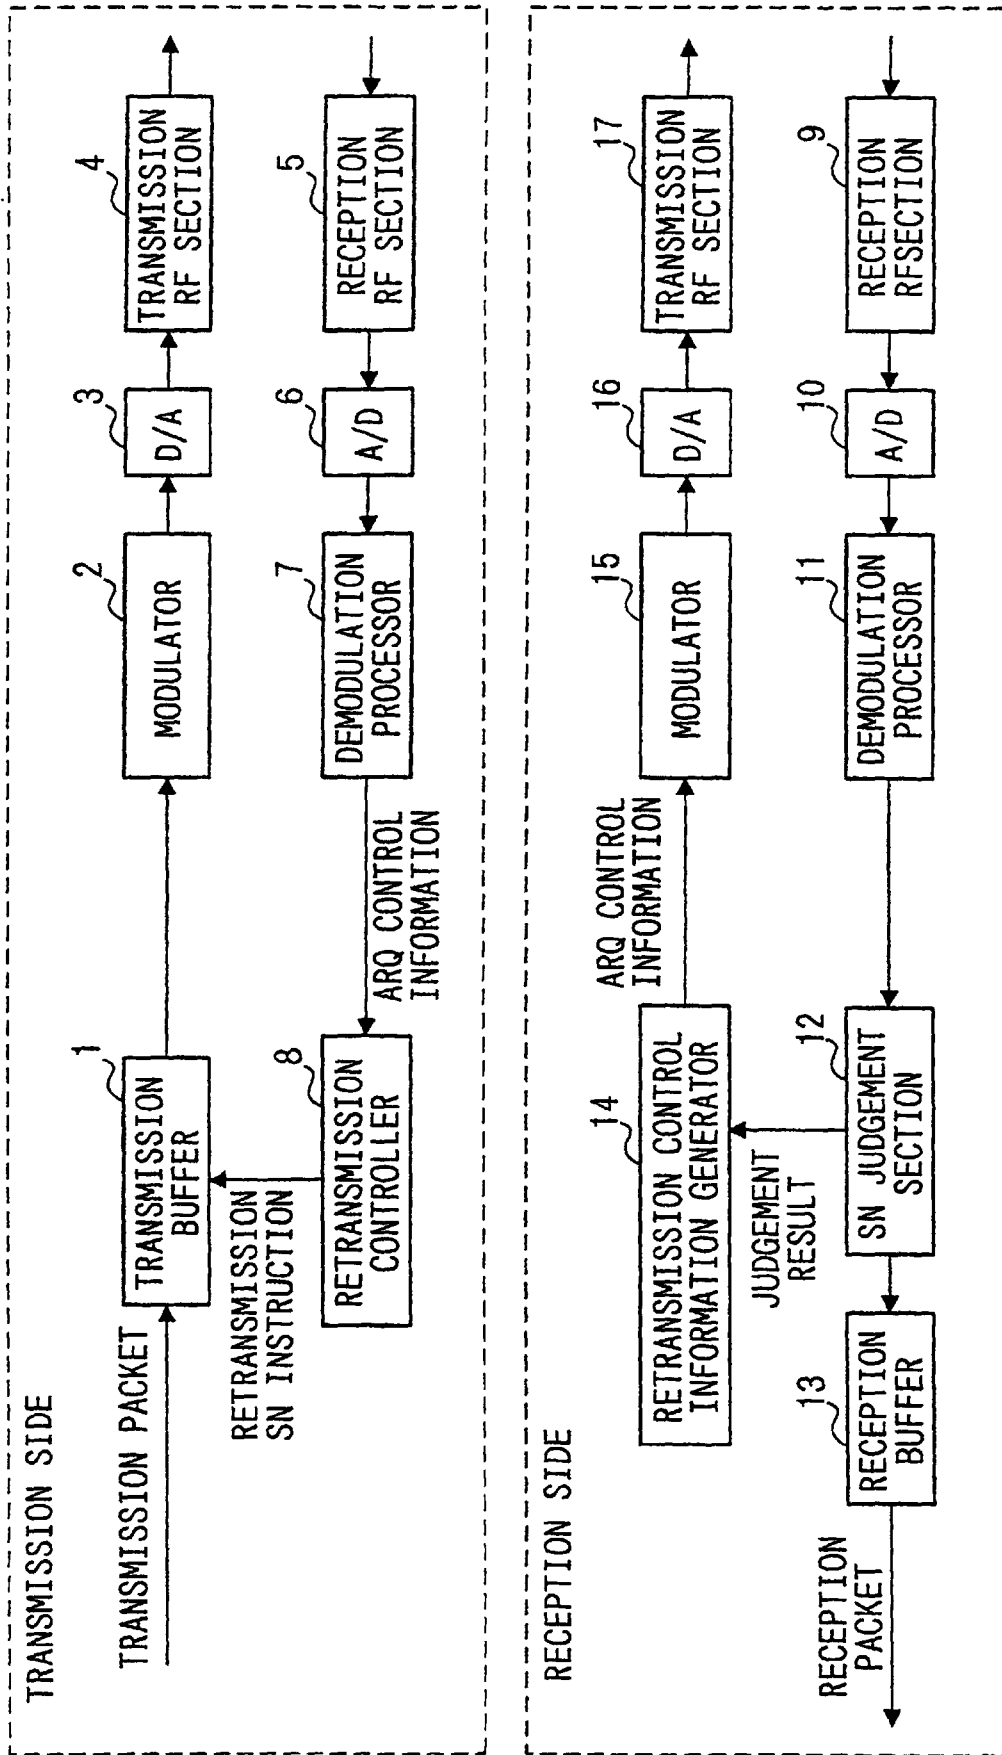 TRANSMISSION SIDE
TRANSMISSION PACKET
1
TRANSMISSION
BUFFER
2
MODULATOR
3
D/A
4
TRANSMISSION
RF SECTION
RETRANSMISSION
SN INSTRUCTION
8
RETRANSMISSION
CONTROLLER
ARQ CONTROL
INFORMATION
7
DEMODULATION
PROCESSOR
6
A/D
5
RECEPTION
RF SECTION
RECEPTION SIDE
14
RETRANSMISSION CONTROL
INFORMATION GENERATOR
ARQ CONTROL
INFORMATION
15
MODULATOR
16
D/A
17
TRANSMISSION
RF SECTION
JUDGEMENT
RESULT
RECEPTION
PACKET
13
RECEPTION
BUFFER
12
SN JUDGEMENT
SECTION
11
DEMODULATION
PROCESSOR
10
A/D
9
RECEPTION
RFSECTION